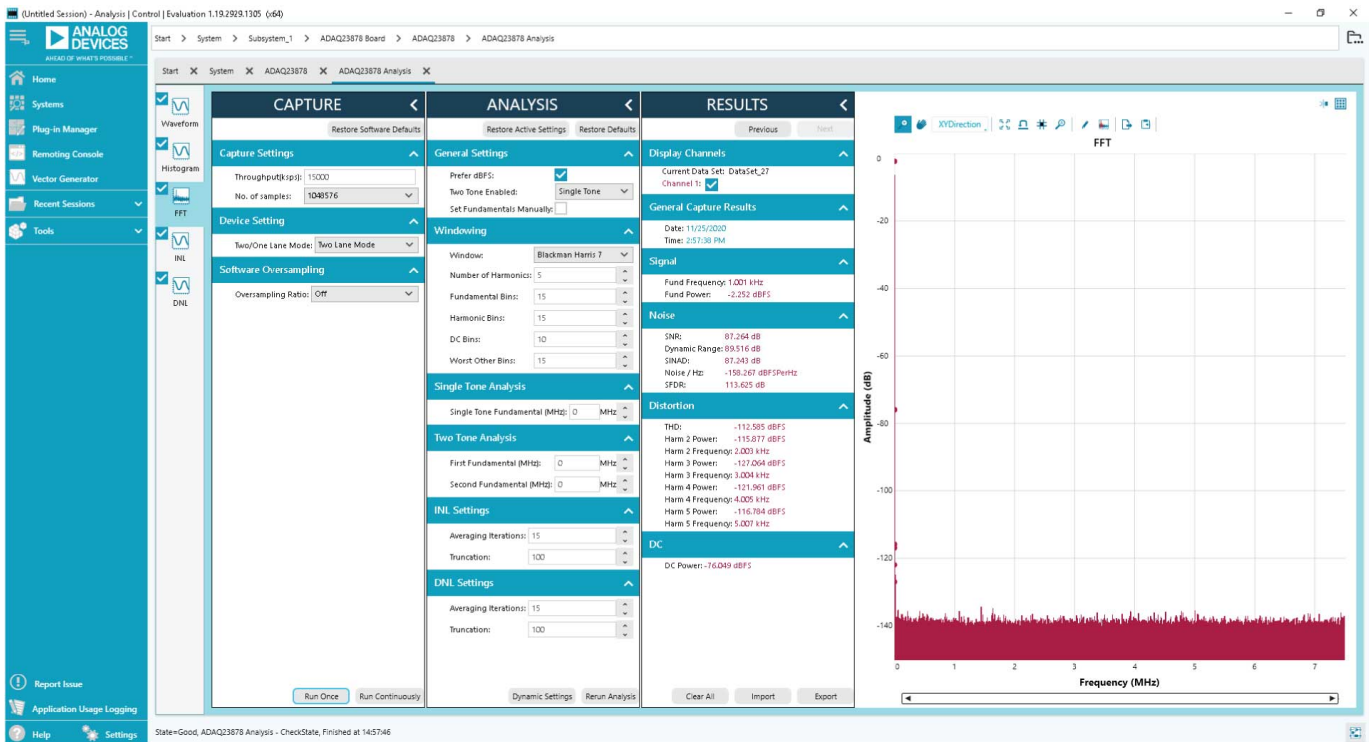 (Untitled Session) - Analysis | Control | Evaluation 1.19.2929.1305 (x64)
ANALOG
DEVICES
AHEAD OF WHAT'S POSSIBLE™
Start > System > Subsystem_1 > ADAQ23878 Board > ADAQ23878 > ADAQ23878 Analysis
Start System ADAQ23878 ADAQ23878 Analysis
Home
Systems
Plug-in Manager
Remoting Console
Vector Generator
Recent Sessions
Tools
Report Issue
Application Usage Logging
Help Settings
Waveform
Histogram
FFT
INL
DNL
CAPTURE
Restore Software Defaults
Capture Settings
Throughput(ksps): 15000
No. of samples: 1048576
Device Setting
Two/One Lane Mode: Two Lane Mode
Software Oversampling
Oversampling Ratio: Off
Run Once Run Continuously
ANALYSIS
Restore Active Settings Restore Defaults
General Settings
Prefer dBFS:
Two Tone Enabled: Single Tone
Set Fundamentals Manually:
Windowing
Window: Blackman Harris 7
Number of Harmonics: 5
Fundamental Bins: 15
Harmonic Bins: 15
DC Bins: 10
Worst Other Bins: 15
Single Tone Analysis
Single Tone Fundamental (MHz): 0 MHz
Two Tone Analysis
First Fundamental (MHz): 0 MHz
Second Fundamental (MHz): 0 MHz
INL Settings
Averaging Iterations: 15
Truncation: 100
DNL Settings
Averaging Iterations: 15
Truncation: 100
Dynamic Settings Rerun Analysis
RESULTS
Previous Next
Display Channels
Current Data Set: DataSet_27
Channel 1:
General Capture Results
Date: 11/25/2020
Time: 2:57:38 PM
Signal
Fund Frequency: 1.001 kHz
Fund Power: -2.252 dBFS
Noise
SNR: 87.264 dB
Dynamic Range: 89.516 dB
SINAD: 87.243 dB
Noise / Hz: -158.267 dBFSPerHz
SFDR: 113.625 dB
Distortion
THD: -112.585 dBFS
Harm 2 Power: -115.877 dBFS
Harm 2 Frequency: 2.003 kHz
Harm 3 Power: -127.064 dBFS
Harm 3 Frequency: 3.004 kHz
Harm 4 Power: -121.961 dBFS
Harm 4 Frequency: 4.005 kHz
Harm 5 Power: -116.784 dBFS
Harm 5 Frequency: 5.007 kHz
DC
DC Power: -76.049 dBFS
Clear All Import Export
XYDirection
FFT
Amplitude (dB)
0
-20
-40
-60
-80
-100
-120
-140
0 1 2 3 4 5 6 7
Frequency (MHz)
State=Good, ADAQ23878 Analysis - CheckState, Finished at 14:57:46